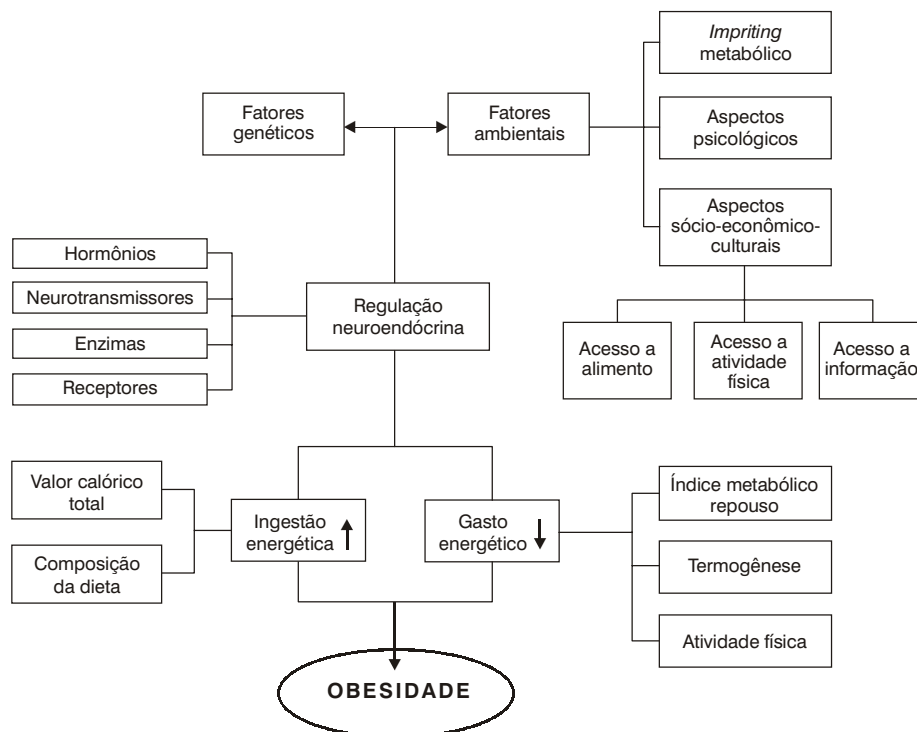 Impriting
metabólico
Fatores
genéticos
Fatores
ambientais
Aspectos
psicológicos
Aspectos
sócio-econômico-
culturais
Hormônios
Neurotransmissores
Enzimas
Receptores
Regulação
neuroendócrina
Acesso a
alimento
Acesso a
atividade
física
Acesso a
informação
Valor calórico
total
Composição
da dieta
Ingestão
energética
Gasto
energético
Índice metabólico
repouso
Termogênese
Atividade física
OBESIDADE